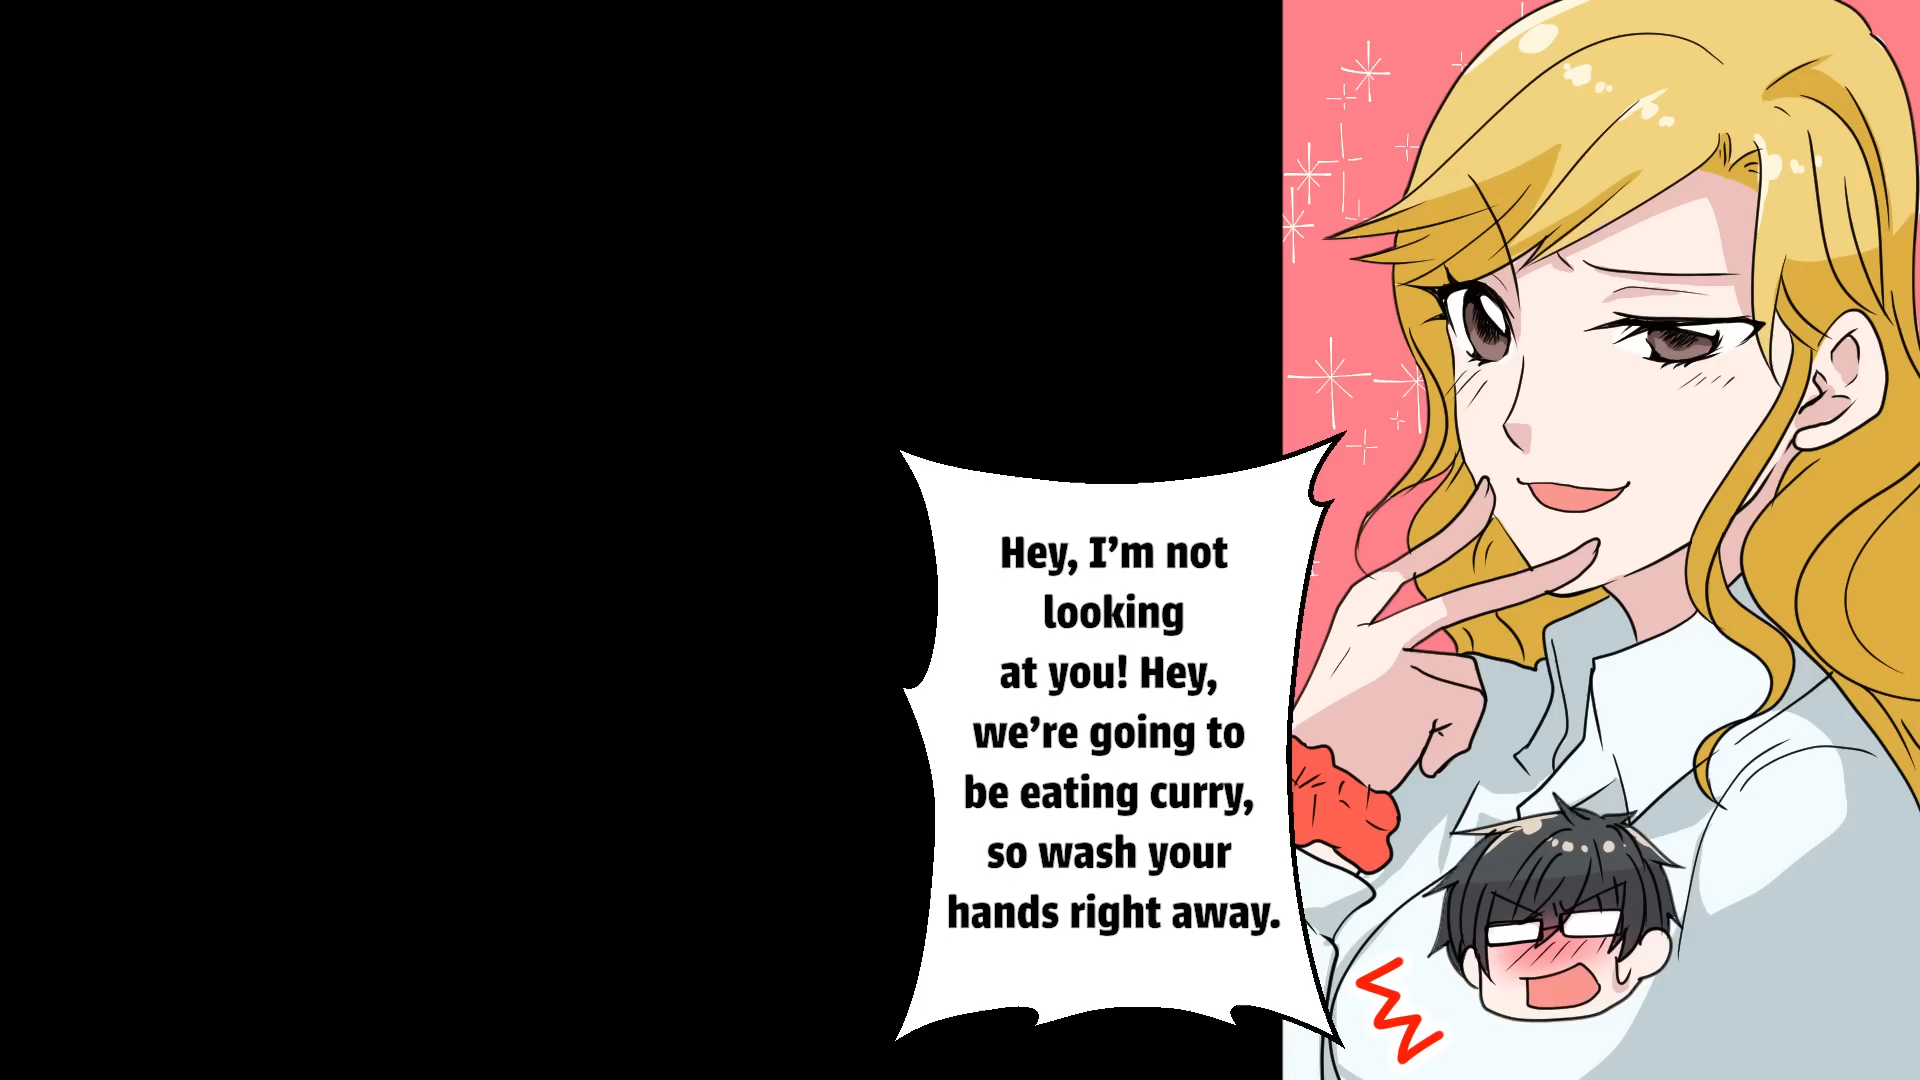 Hey, I’m not
looking
at you! Hey,
we’re going to
be eating curry,
so wash your
hands right away.